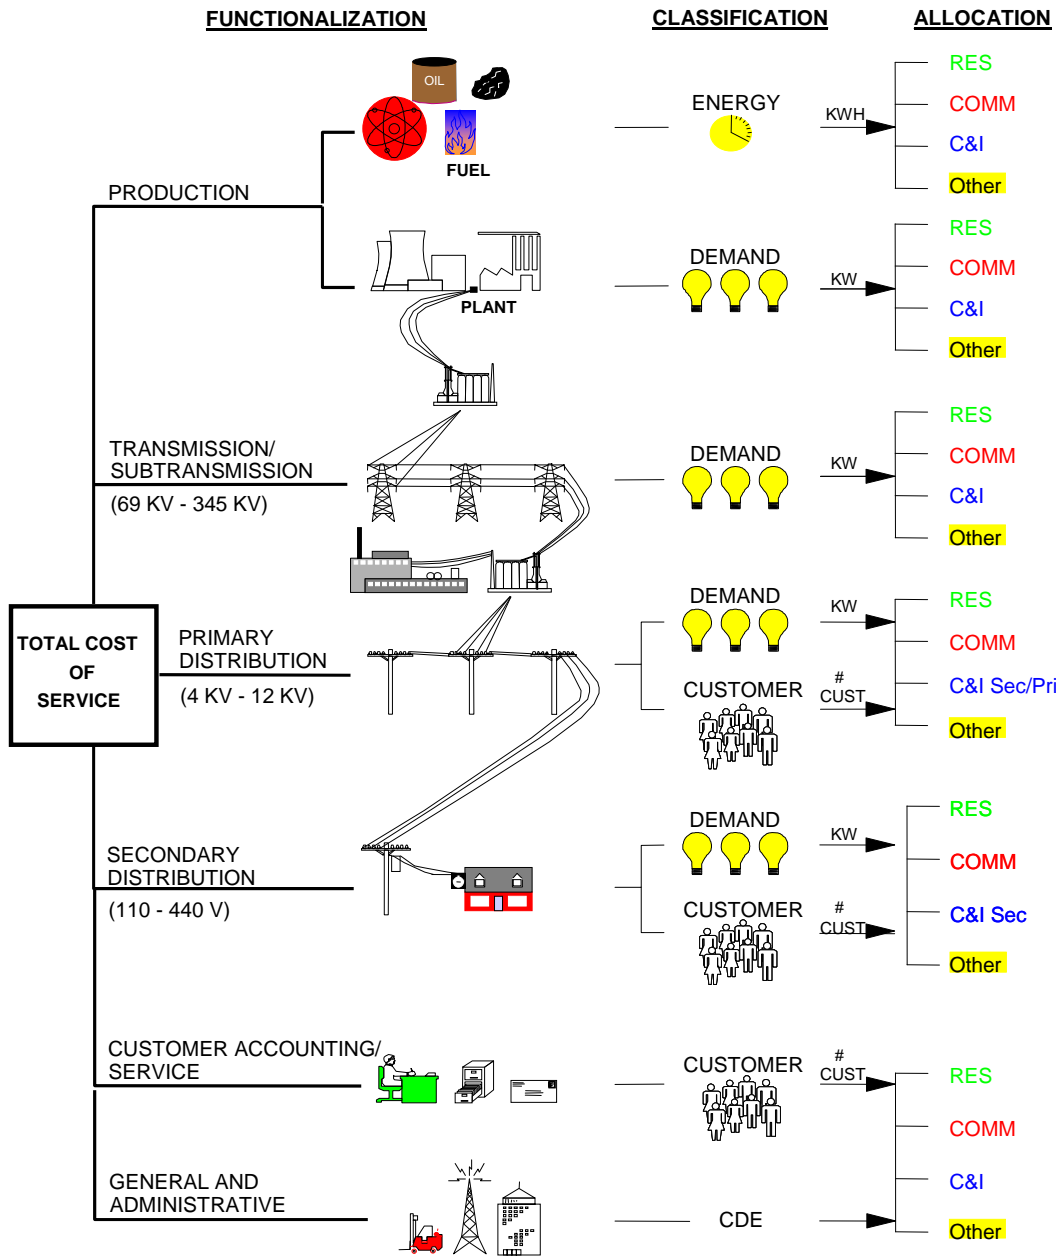 FUNCTIONALIZATION
CLASSIFICATION
ALLOCATION
OIL
FUEL
PRODUCTION
ENERGY
KWH
RES
COMM
C&I
Other
PLANT
DEMAND
KW
RES
COMM
C&I
Other
TRANSMISSION/
SUBTRANSMISSION
(69 KV - 345 KV)
DEMAND
KW
RES
COMM
C&I
Other
TOTAL COST
OF
SERVICE
PRIMARY
DISTRIBUTION
(4 KV - 12 KV)
DEMAND
KW
CUSTOMER
#
CUST
RES
COMM
C&I Sec/Pri
Other
SECONDARY
DISTRIBUTION
(110 - 440 V)
DEMAND
KW
CUSTOMER
#
CUST
RES
COMM
C&I Sec
Other
CUSTOMER ACCOUNTING/
SERVICE
CUSTOMER
#
CUST
GENERAL AND
ADMINISTRATIVE
CDE
RES
COMM
C&I
Other